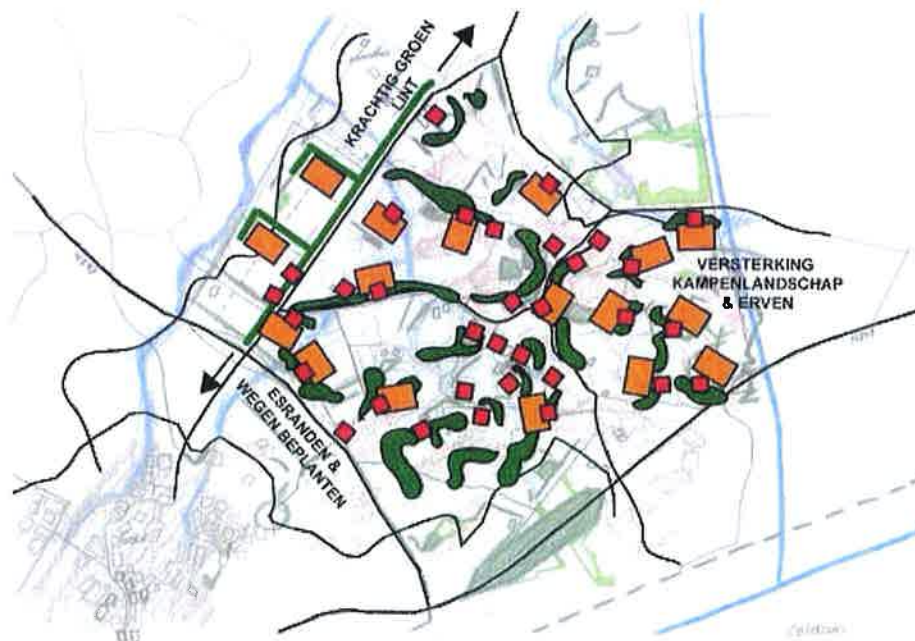 KRACHTIG GROEN
LINT
VERSTERKING
KAMPENLANDSCHAP
& ERVEN
ESRANDEN &
WEGEN BEPLANTEN